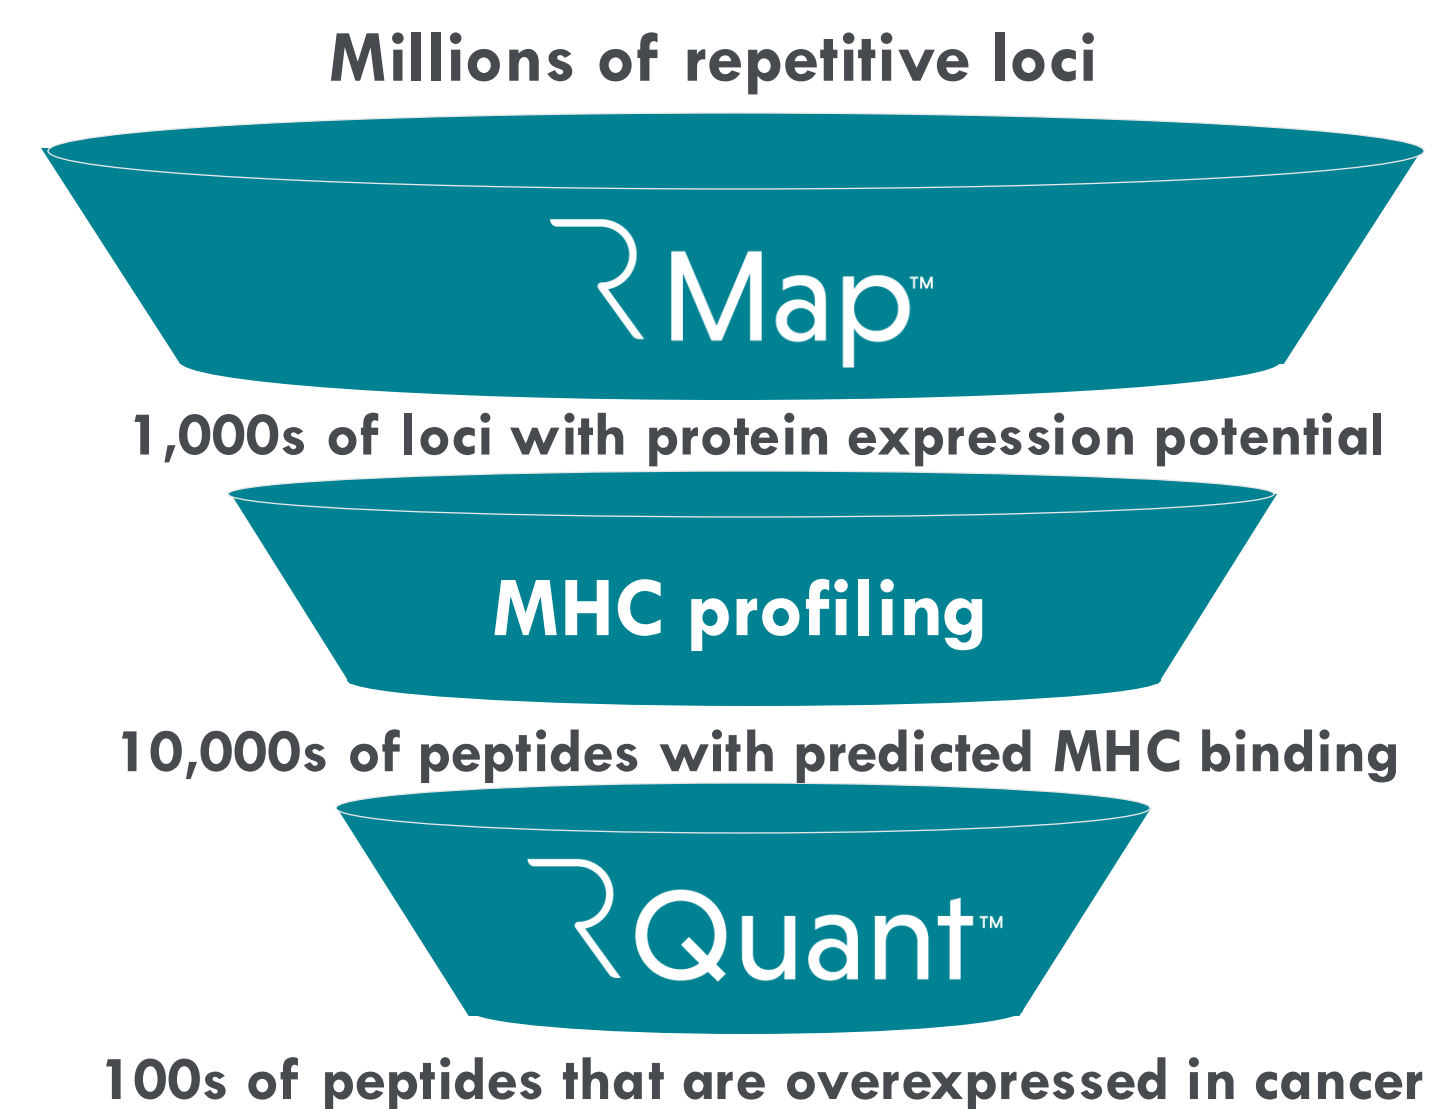 Millions of repetitive loci
RMap™
1,000s of loci with protein expression potential
MHC profiling
10,000s of peptides with predicted MHC binding
RQuant™
100s of peptides that are overexpressed in cancer